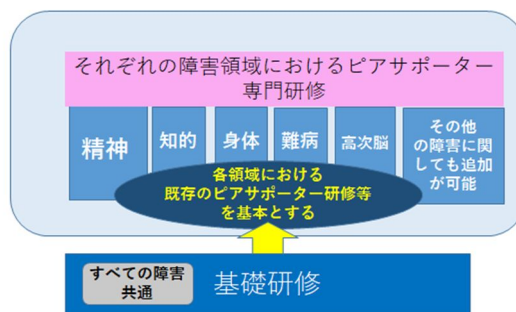 それぞれの障害領域におけるピアサポーター
専門研修
精神
知的
身体
難病
高次脳
その他
の障害に関
しても追加
が可能
各領域における
既存のピアサポーター研修等
を基本とする
すべての障害
共通
基礎研修